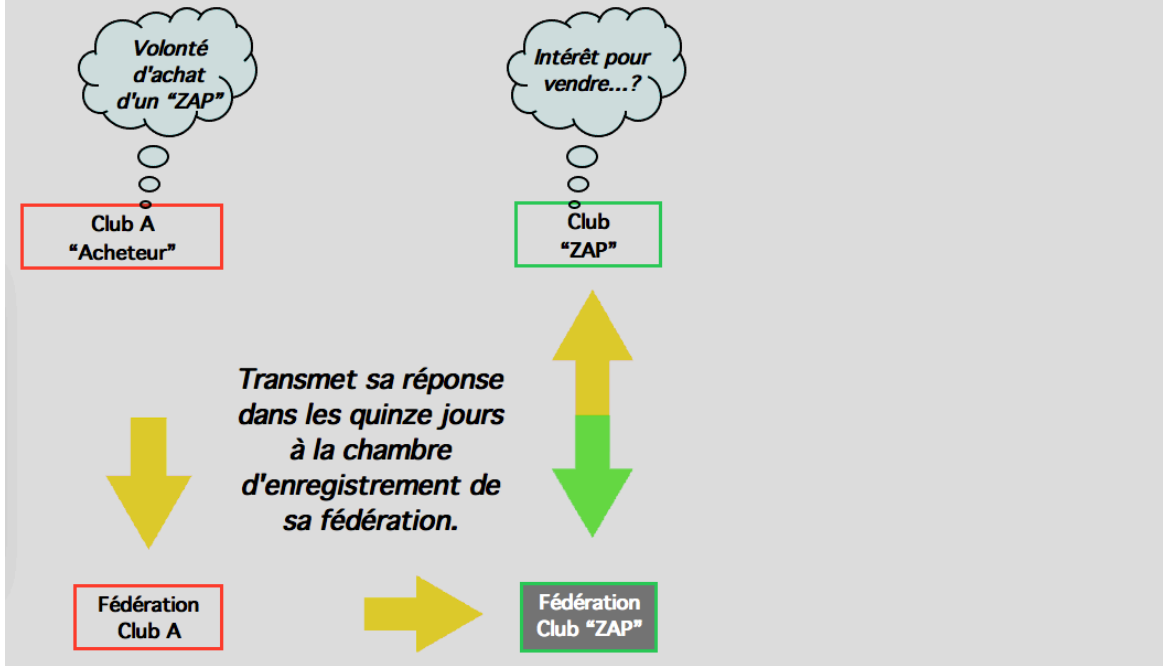 Volonté
d'achat
d'un “ZAP”
Intérêt pour
vendre...?
Club A
“Acheteur”
Club
“ZAP”
Transmet sa réponse
dans les quinze jours
à la chambre
d'enregistrement de
sa fédération.
Fédération
Club A
Fédération
Club “ZAP”